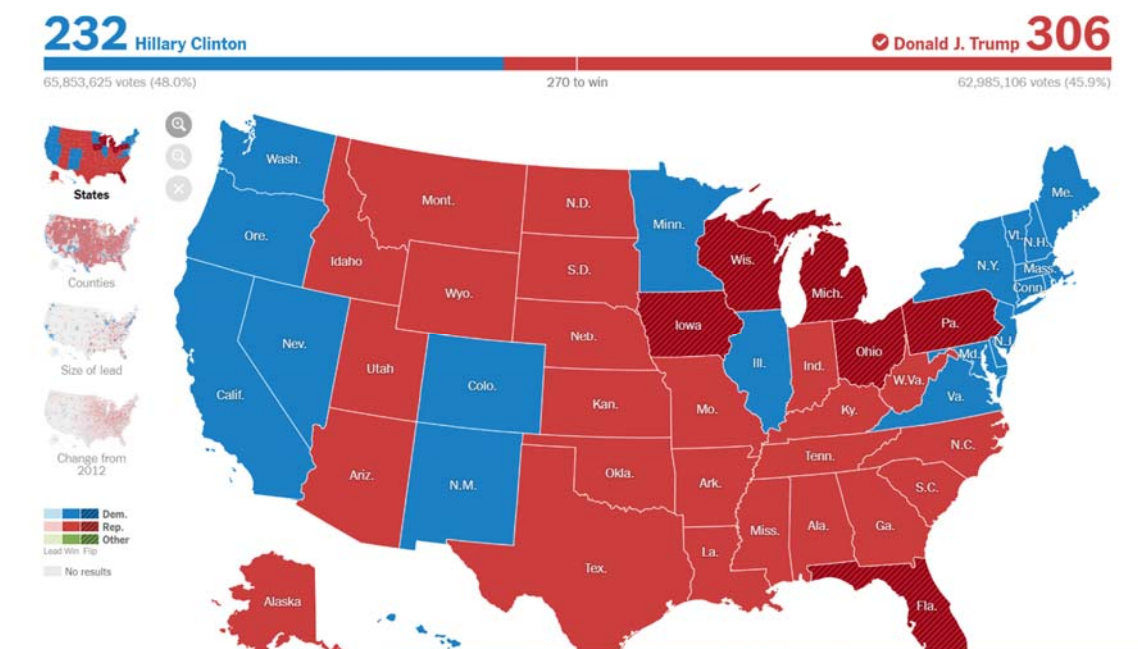 232 Hillary Clinton
Donald J. Trump 306
65,853,625 votes (48.0%)
270 to win
62,985,106 votes (45.9%)
States
Counties
Size of lead
Change from
2012
Dem.
Rep.
Other
Lead Win Flip
No results
Wash.
Mont.
N.D.
Minn.
Me.
Ore.
Idaho
S.D.
Wis.
Vt.
N.H.
N.Y.
Mass.
Conn.
Wyo.
Mich.
Iowa
Neb.
Pa.
Nev.
Ohio
N.J.
Md.
Utah
Colo.
Ill.
Ind.
W.Va.
Va.
Calif.
Kan.
Mo.
Ky.
N.C.
Tenn.
Ariz.
N.M.
Okla.
Ark.
S.C.
Miss.
Ala.
Ga.
La.
Tex.
Alaska
Fla.